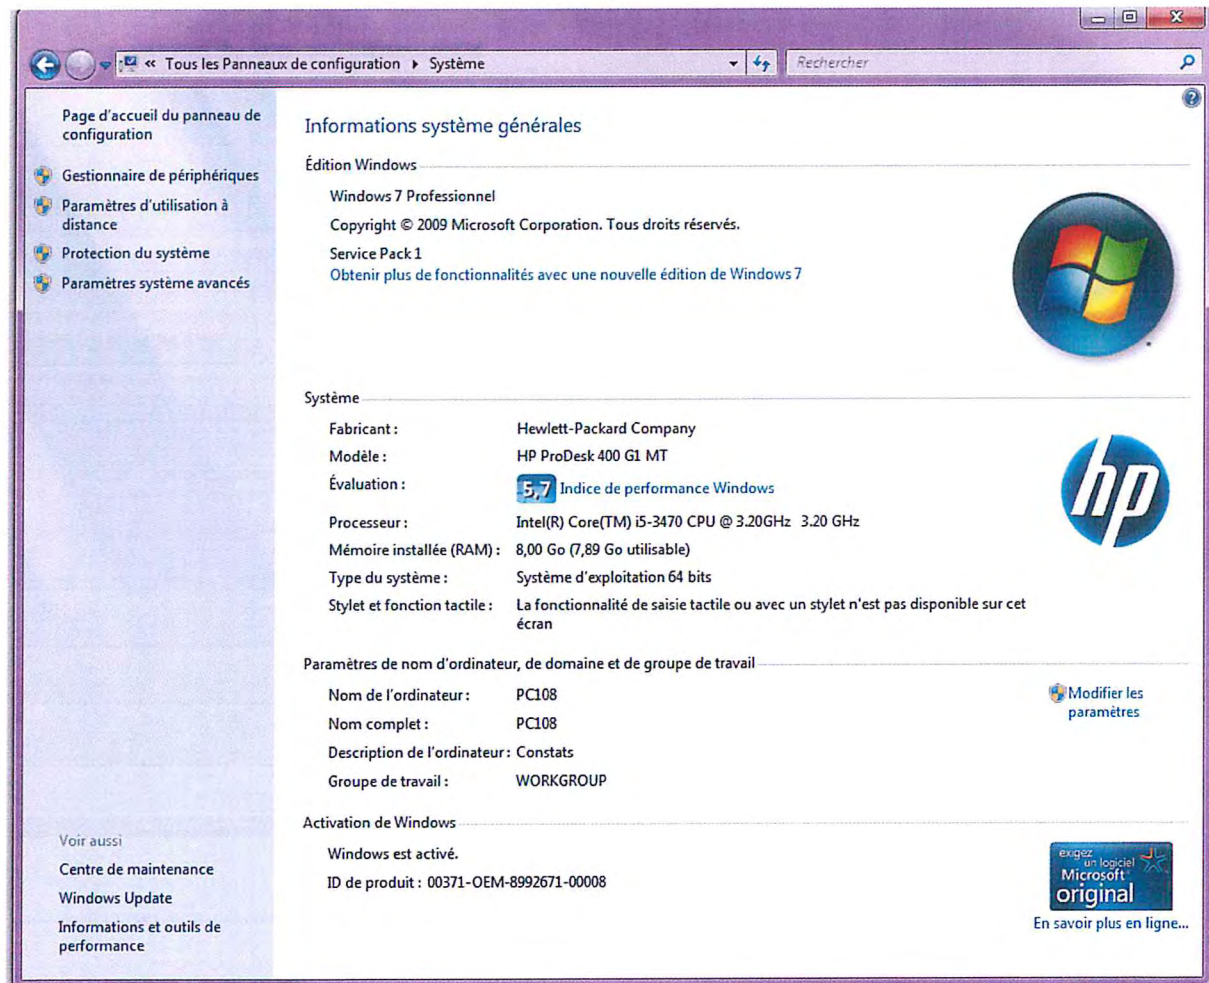 « Tous les Panneaux de configuration ▸ Système
Rechercher
Page d'accueil du panneau de
configuration
Gestionnaire de périphériques
Paramètres d'utilisation à
distance
Protection du système
Paramètres système avancés
Voir aussi
Centre de maintenance
Windows Update
Informations et outils de
performance
Informations système générales
Édition Windows
Windows 7 Professionnel
Copyright © 2009 Microsoft Corporation. Tous droits réservés.
Service Pack 1
Obtenir plus de fonctionnalités avec une nouvelle édition de Windows 7
Système
Fabricant : Hewlett-Packard Company
Modèle : HP ProDesk 400 G1 MT
Évaluation : 5,7 Indice de performance Windows
Processeur : Intel(R) Core(TM) i5-3470 CPU @ 3.20GHz 3.20 GHz
Mémoire installée (RAM) : 8,00 Go (7,89 Go utilisable)
Type du système : Système d'exploitation 64 bits
Stylet et fonction tactile : La fonctionnalité de saisie tactile ou avec un stylet n'est pas disponible sur cet
écran
hp
Paramètres de nom d'ordinateur, de domaine et de groupe de travail
Nom de l'ordinateur : PC108
Nom complet : PC108
Description de l'ordinateur : Constats
Groupe de travail : WORKGROUP
Modifier les
paramètres
Activation de Windows
Windows est activé.
ID de produit : 00371-OEM-8992671-00008
exigez
un logiciel
Microsoft
original
En savoir plus en ligne...